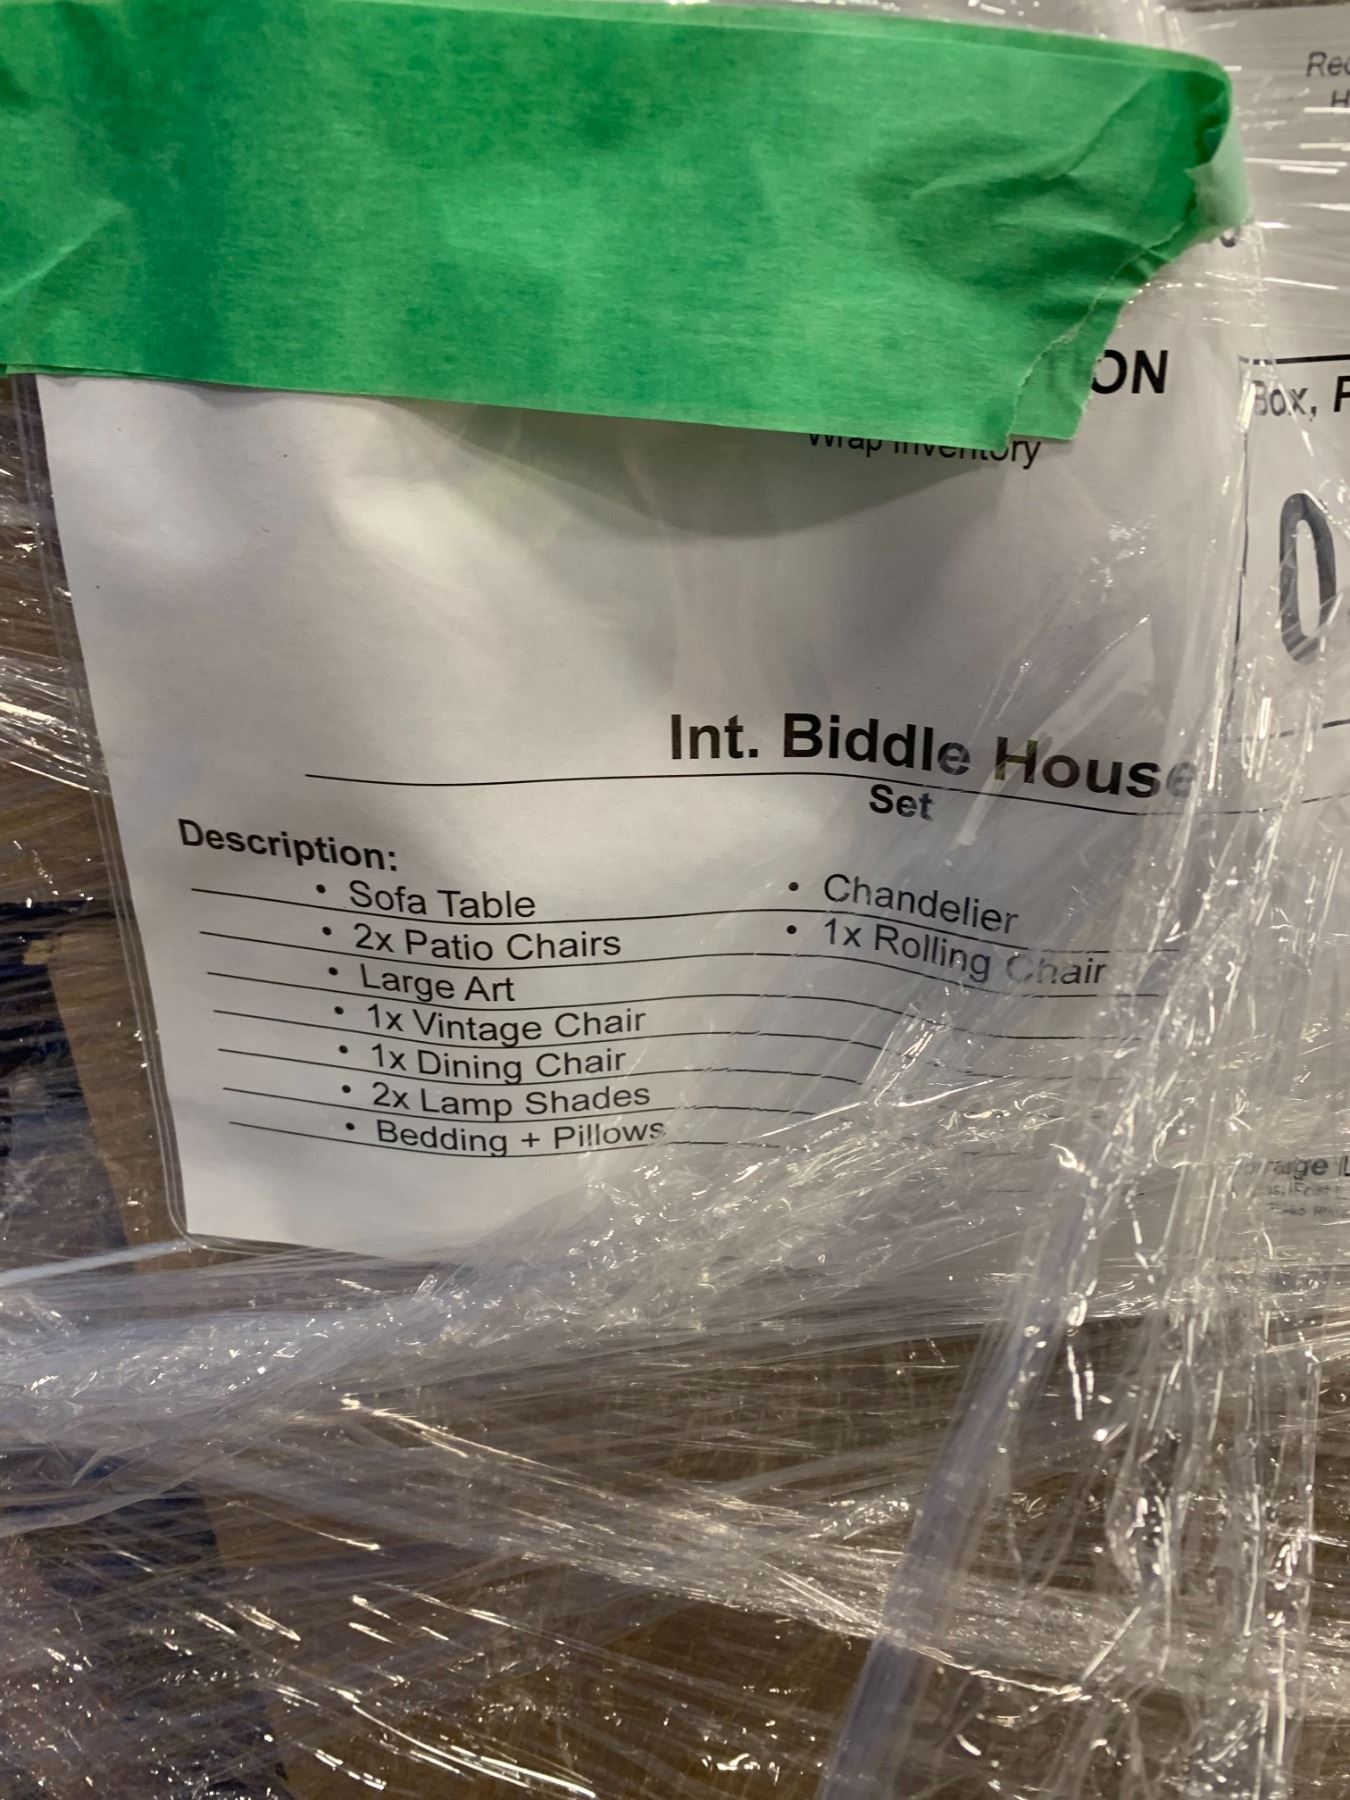 Wrap Inventory
Int. Biddle House
Set
Description:
• Sofa Table
• 2x Patio Chairs
• Large Art
• 1x Vintage Chair
• 1x Dining Chair
• 2x Lamp Shades
• Bedding + Pillows
• Chandelier
• 1x Rolling Chair
Box,